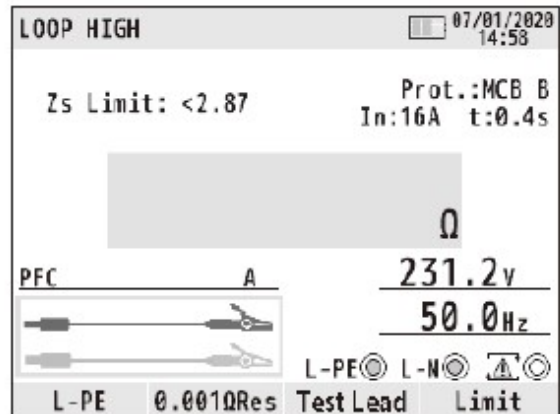 LOOP HIGH 07/01/2020
14:58
Zs Limit: <2.87 Prot.:MCB B
In:16A t:0.4s
Ω
PFC A 231.2V
50.0Hz
L-PE L-N
L-PE 0.001ΩRes Test Lead Limit